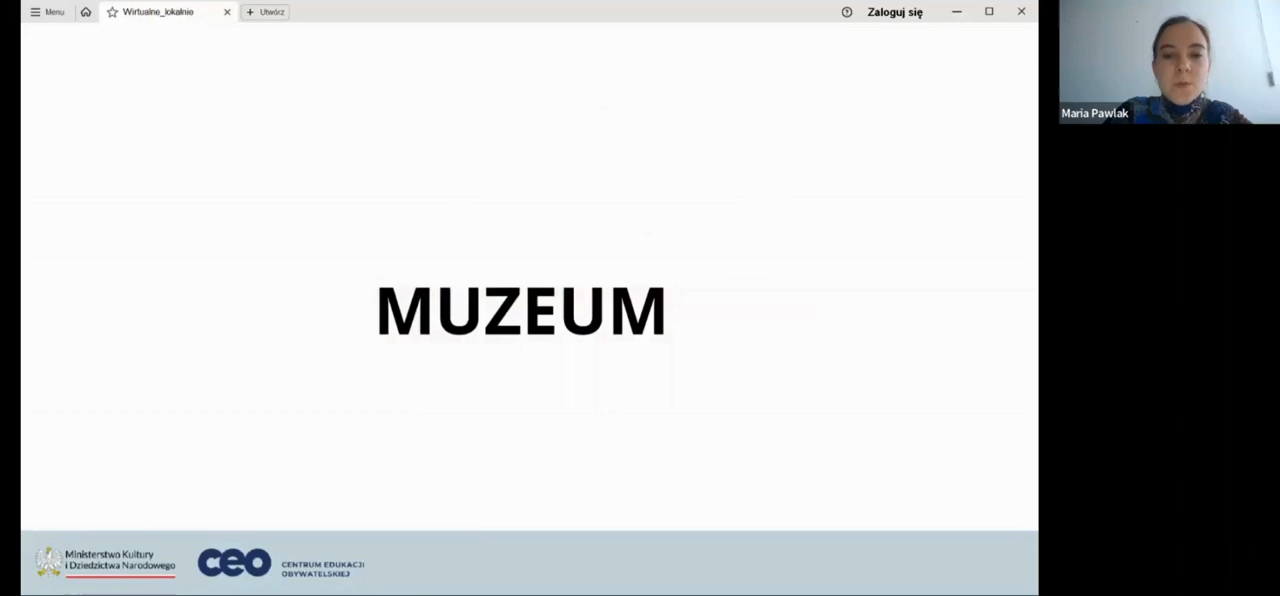 Menu
Wirtualne_lokalnie
Utwórz
Zaloguj się
Maria Pawlak
MUZEUM
Ministerstwo Kultury
i Dziedzictwa Narodowego
ceo
CENTRUM EDUKACJI
OBYWATELSKIEJ